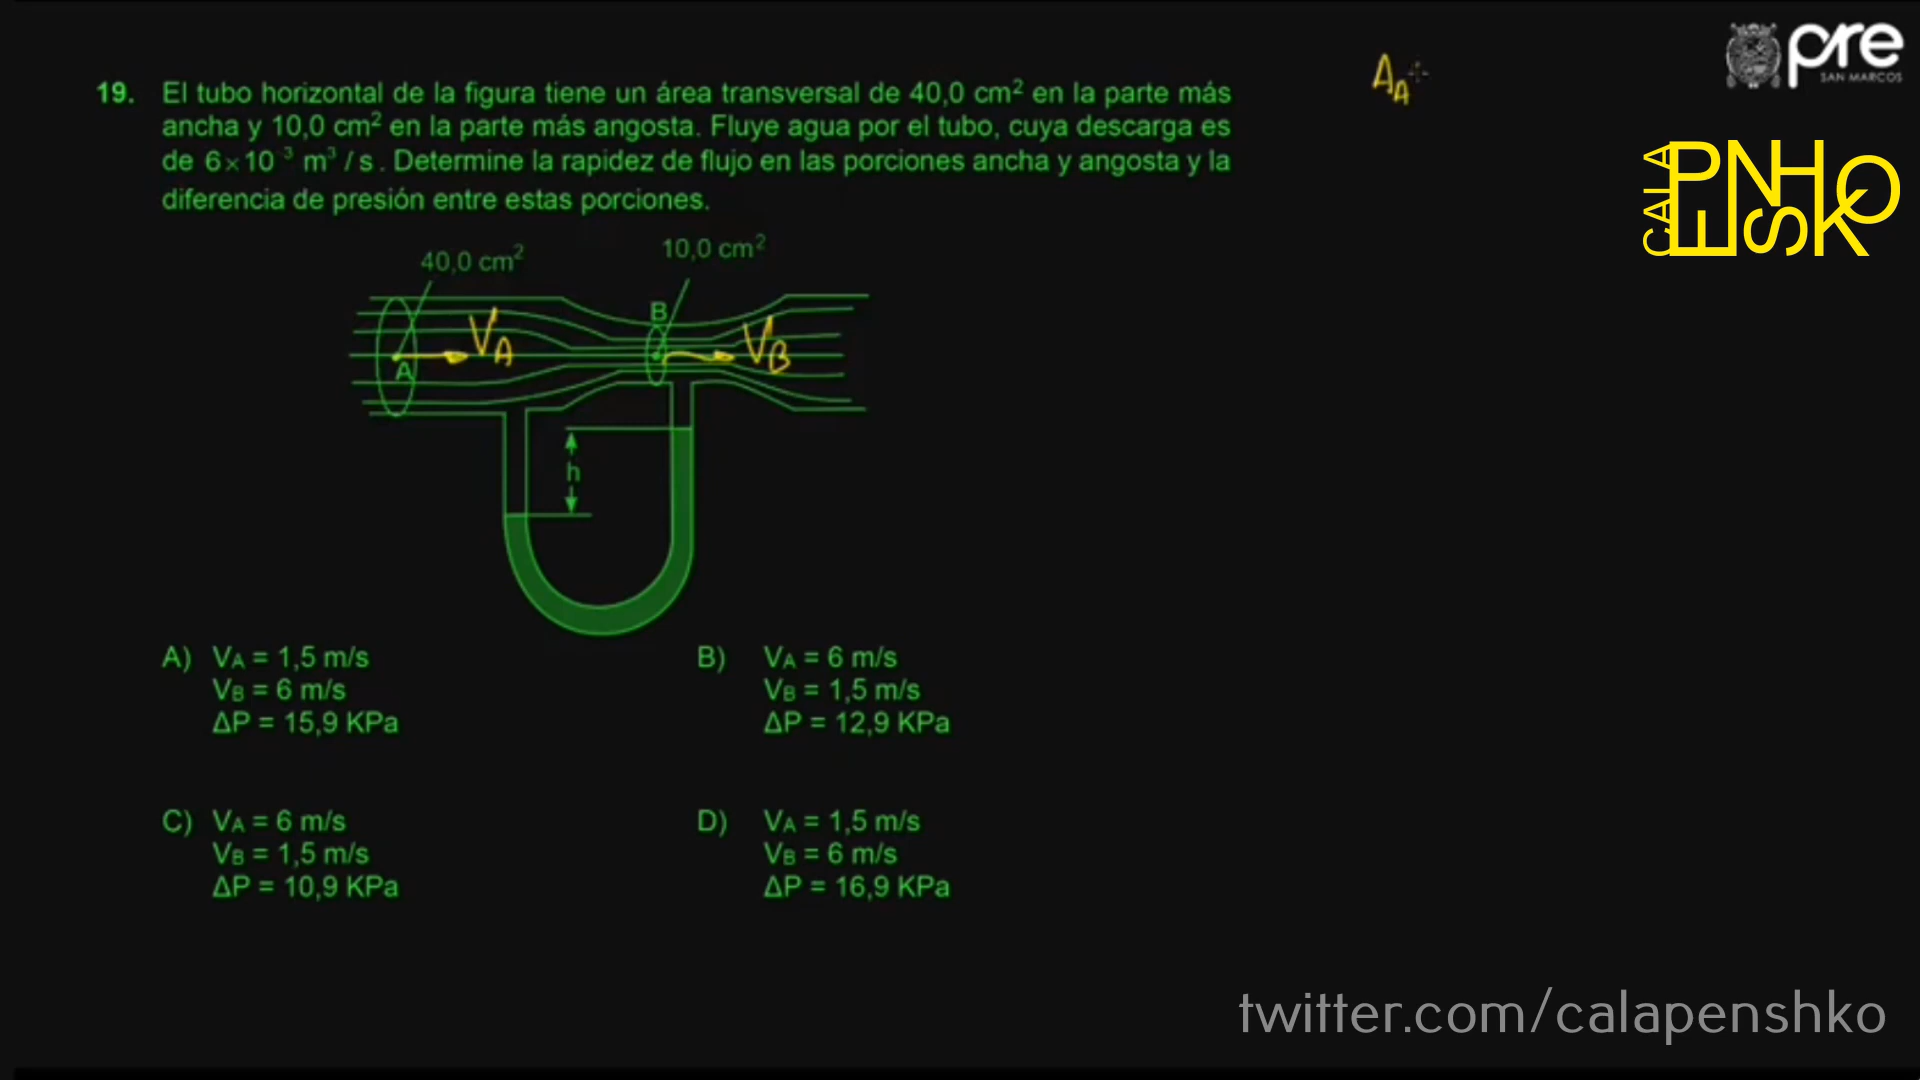 19. El tubo horizontal de la figura tiene un área transversal de 40,0 cm² en la parte más
ancha y 10,0 cm² en la parte más angosta. Fluye agua por el tubo, cuya descarga es
de 6×10⁻³ m³ / s. Determine la rapidez de flujo en las porciones ancha y angosta y la
diferencia de presión entre estas porciones.
A_A
pre
SAN MARCOS
CALA
PENSHKO
40,0 cm²
10,0 cm²
B
V_A
V_B
A
h
A) VA = 1,5 m/s
VB = 6 m/s
ΔP = 15,9 KPa
B) VA = 6 m/s
VB = 1,5 m/s
ΔP = 12,9 KPa
C) VA = 6 m/s
VB = 1,5 m/s
ΔP = 10,9 KPa
D) VA = 1,5 m/s
VB = 6 m/s
ΔP = 16,9 KPa
twitter.com/calapenshko